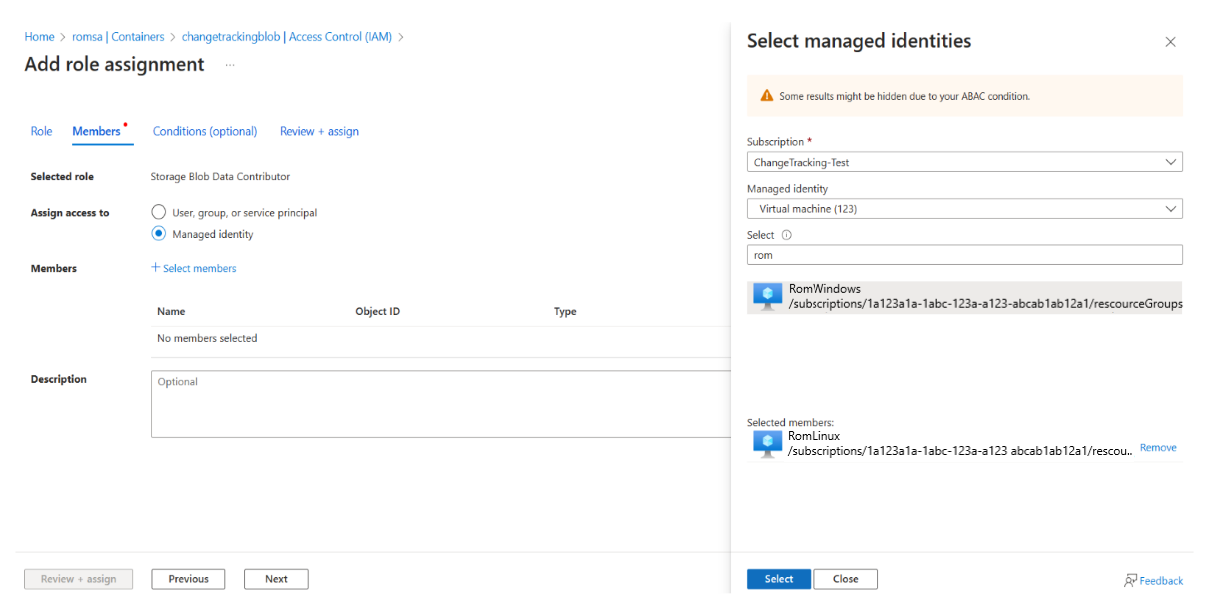 Home > romsa | Containers > changetrackingblob | Access Control (IAM) >
Add role assignment ...
Role Members Conditions (optional) Review + assign
Selected role Storage Blob Data Contributor
Assign access to User, group, or service principal
Managed identity
Members + Select members
Name Object ID Type
No members selected
Description Optional
Review + assign Previous Next
Select managed identities
Some results might be hidden due to your ABAC condition.
Subscription *
ChangeTracking-Test
Managed identity
Virtual machine (123)
Select
rom
RomWindows
/subscriptions/1a123a1a-1abc-123a-a123-abcab1ab12a1/rescourceGroups
Selected members:
RomLinux
/subscriptions/1a123a1a-1abc-123a-a123 abcab1ab12a1/rescou.. Remove
Select Close Feedback